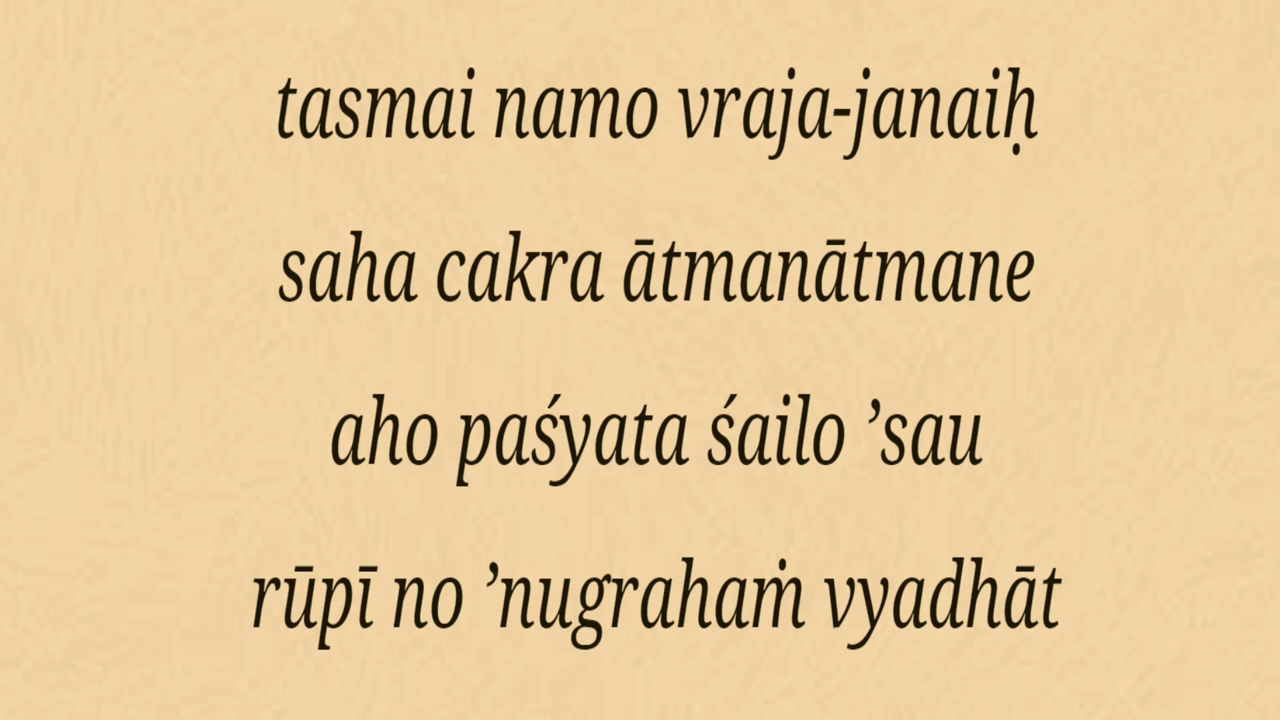 tasmai namo vraja-janaiḥ
saha cakra ātmanātmane
aho paśyata śailo ’sau
rūpī no ’nugrahaṁ vyadhāt